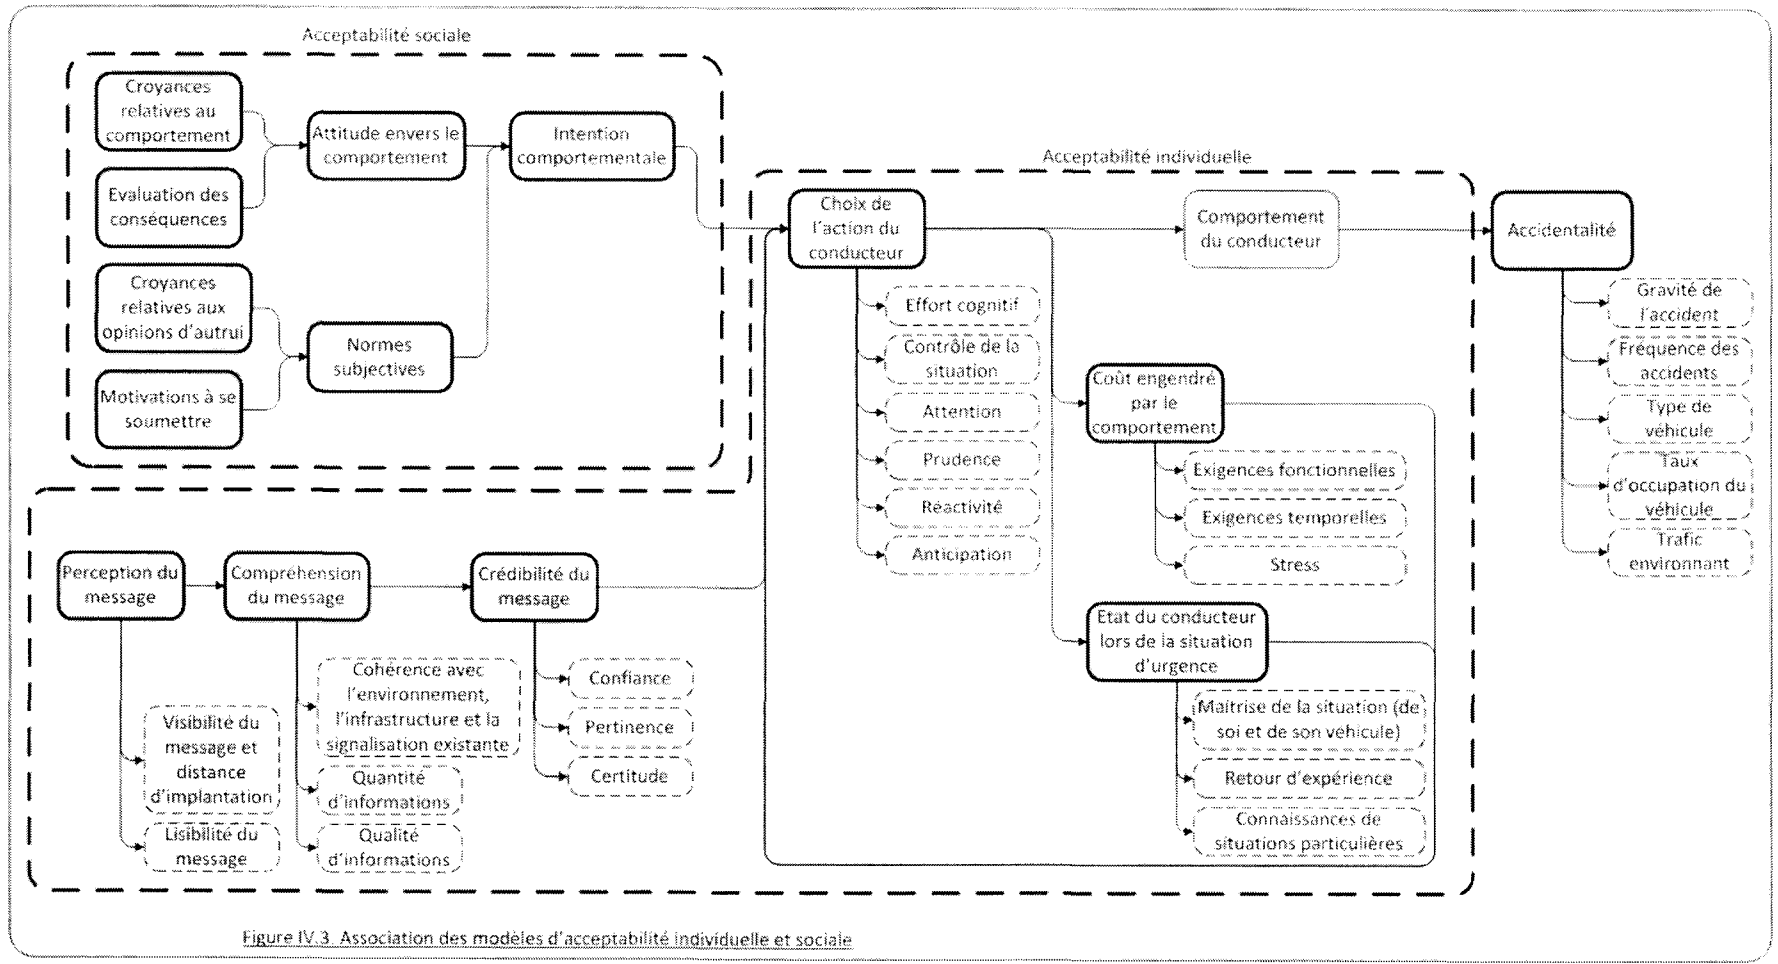 Acceptabilité sociale
Croyances
relatives au
comportement
Evaluation des
conséquences
Croyances
relatives aux
opinions d'autrui
Motivations à se
soumettre
Attitude envers le
comportement
Normes
subjectives
Intention
comportementale
Acceptabilité individuelle
Choix de
l'action du
conducteur
Effort cognitif
Contrôle de la
situation
Attention
Prudence
Réactivité
Anticipation
Comportement
du conducteur
Coût engendré
par le
comportement
Exigences fonctionnelles
Exigences temporelles
Stress
Etat du conducteur
lors de la situation
d'urgence
Maîtrise de la situation (de
soi et de son véhicule)
Retour d'expérience
Connaissances de
situations particulières
Accidentalité
Gravité de
l'accident
Fréquence des
accidents
Type de
véhicule
Taux
d'occupation du
véhicule
Trafic
environnant
Perception du
message
Visibilité du
message et
distance
d'implantation
Lisibilité du
message
Compréhension
du message
Cohérence avec
l'environnement,
l'infrastructure et la
signalisation existante
Quantité
d'informations
Qualité
d'informations
Crédibilité du
message
Confiance
Pertinence
Certitude
Figure IV.3. Association des modèles d'acceptabilité individuelle et sociale